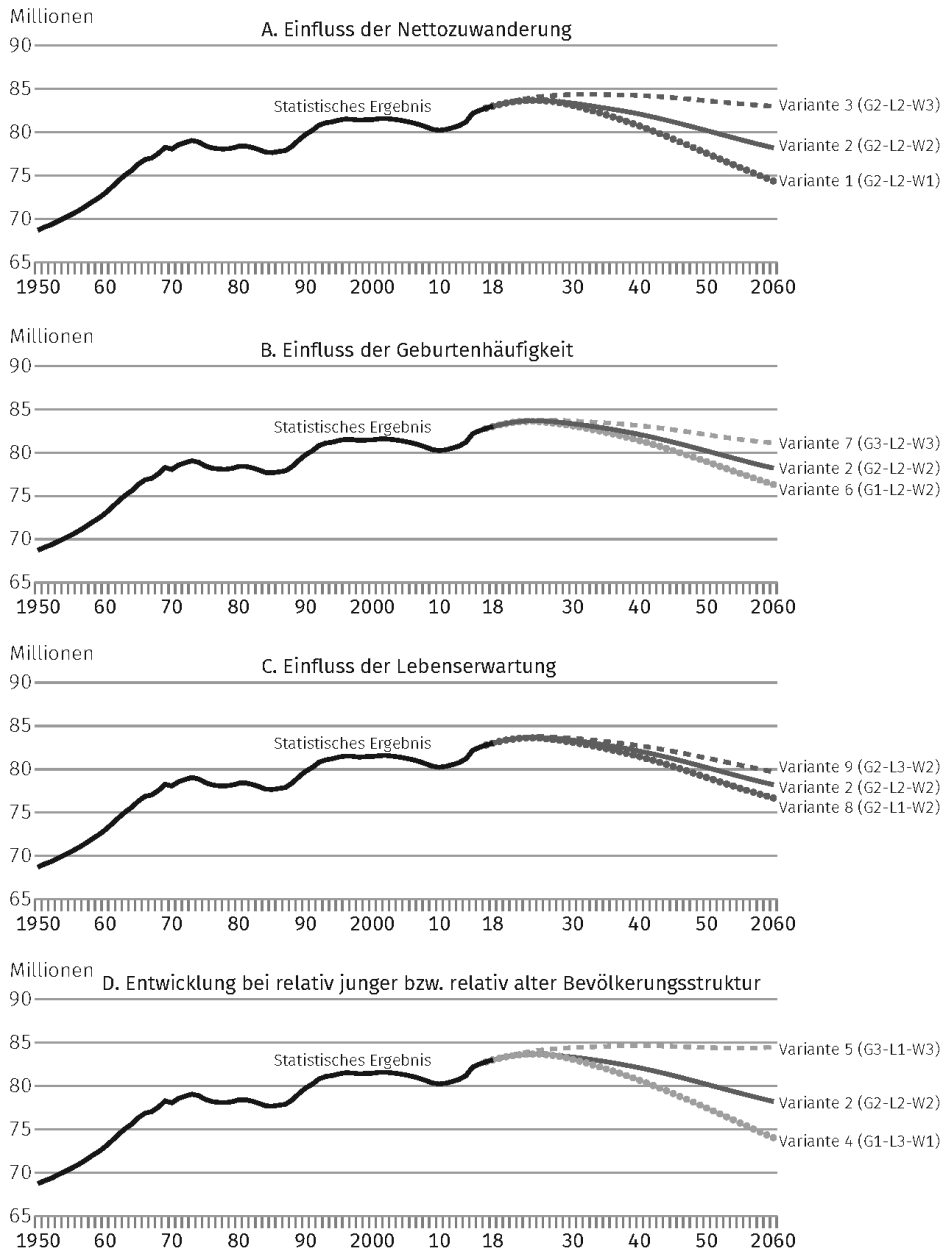 Millionen
A. Einfluss der Nettozuwanderung
90
85
Statistisches Ergebnis
Variante 3 (G2-L2-W3)
80
Variante 2 (G2-L2-W2)
75
Variante 1 (G2-L2-W1)
70
65
1950 60 70 80 90 2000 10 18 30 40 50 2060
Millionen
B. Einfluss der Geburtenhäufigkeit
90
85
Statistisches Ergebnis
Variante 7 (G3-L2-W3)
80
Variante 2 (G2-L2-W2)
Variante 6 (G1-L2-W2)
75
70
65
1950 60 70 80 90 2000 10 18 30 40 50 2060
Millionen
C. Einfluss der Lebenserwartung
90
85
Statistisches Ergebnis
80
Variante 9 (G2-L3-W2)
Variante 2 (G2-L2-W2)
Variante 8 (G2-L1-W2)
75
70
65
1950 60 70 80 90 2000 10 18 30 40 50 2060
Millionen
D. Entwicklung bei relativ junger bzw. relativ alter Bevölkerungsstruktur
90
85
Variante 5 (G3-L1-W3)
Statistisches Ergebnis
80
Variante 2 (G2-L2-W2)
75
Variante 4 (G1-L3-W1)
70
65
1950 60 70 80 90 2000 10 18 30 40 50 2060